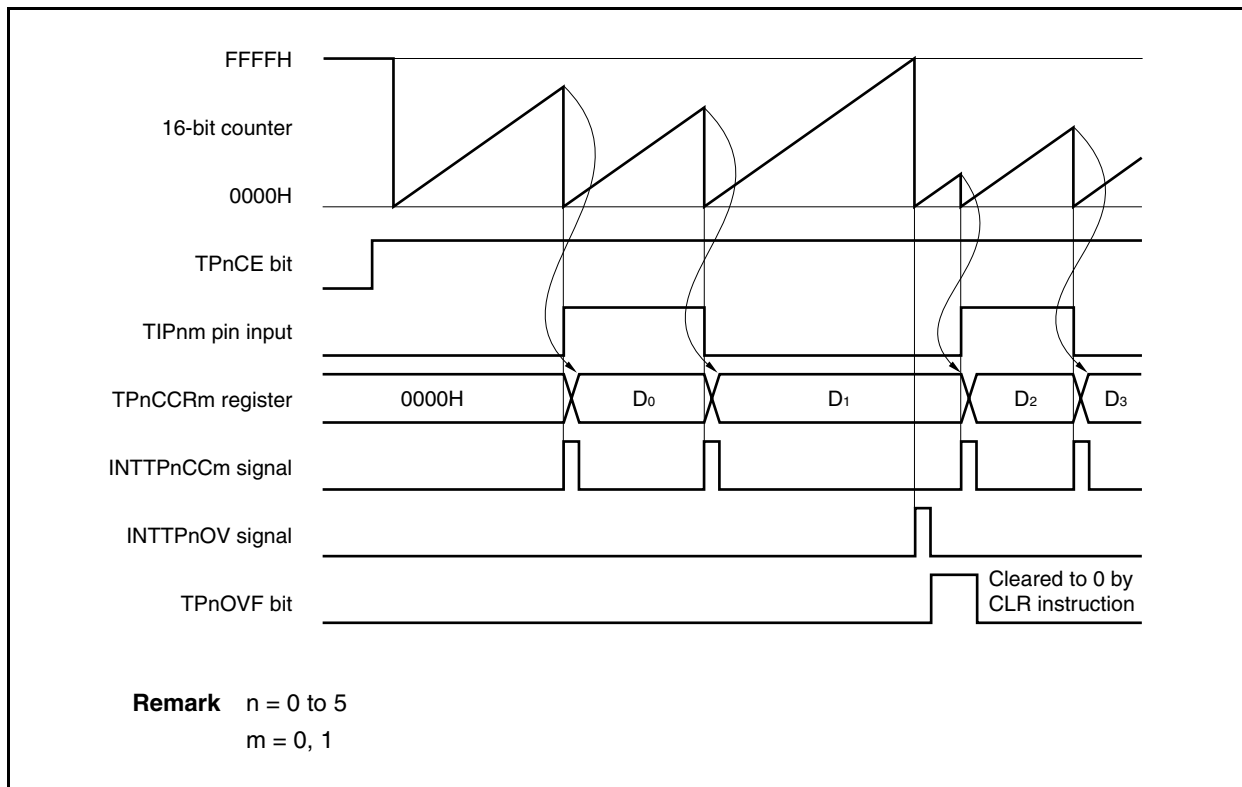 FFFFH
16-bit counter
0000H
TPnCE bit
TIPnm pin input
TPnCCRm register
0000H
D0
D1
D2
D3
INTTPnCCm signal
INTTPnOV signal
TPnOVF bit
Cleared to 0 by
CLR instruction
Remark n = 0 to 5
m = 0, 1